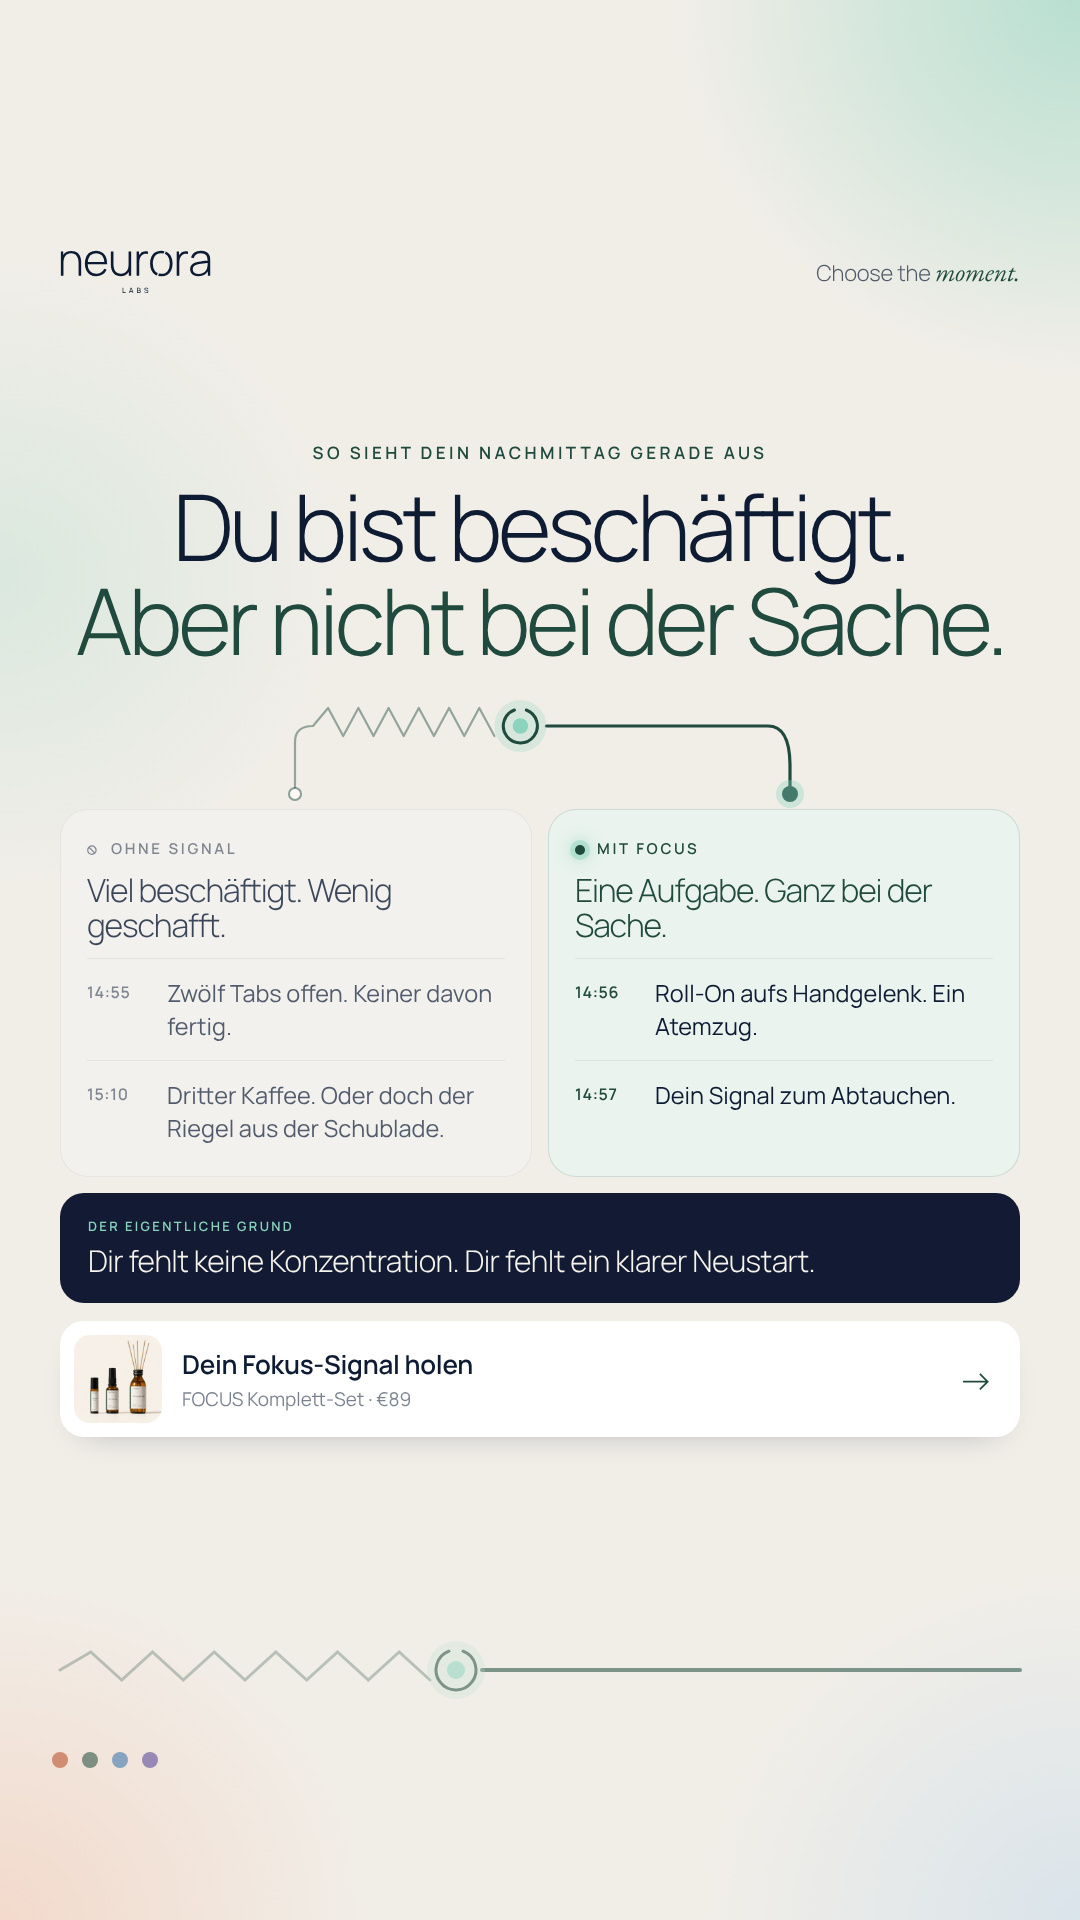 neurora
LABS
Choose the moment.
SO SIEHT DEIN NACHMITTAG GERADE AUS
Du bist beschäftigt.
Aber nicht bei der Sache.
OHNE SIGNAL
Viel beschäftigt. Wenig
geschafft.
14:55 Zwölf Tabs offen. Keiner davon
fertig.
15:10 Dritter Kaffee. Oder doch der
Riegel aus der Schublade.
MIT FOCUS
Eine Aufgabe. Ganz bei der
Sache.
14:56 Roll-On aufs Handgelenk. Ein
Atemzug.
14:57 Dein Signal zum Abtauchen.
DER EIGENTLICHE GRUND
Dir fehlt keine Konzentration. Dir fehlt ein klarer Neustart.
Dein Fokus-Signal holen
FOCUS Komplett-Set · €89